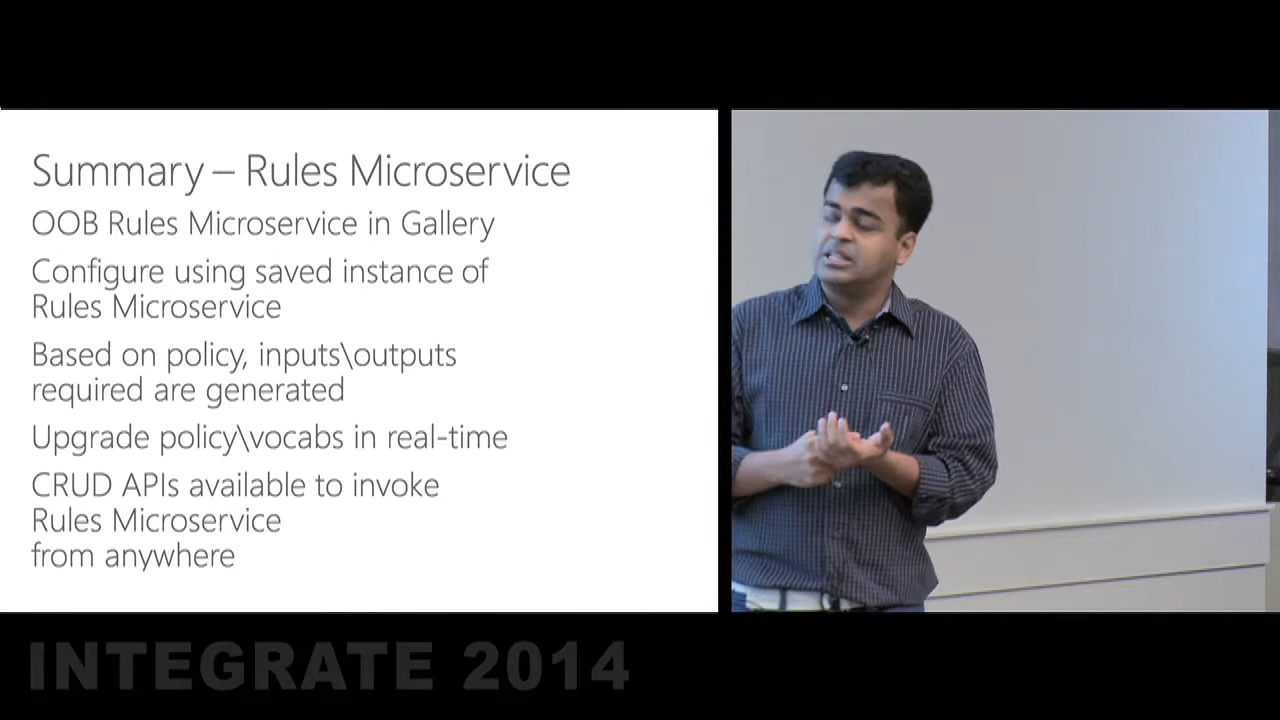 Summary – Rules Microservice
OOB Rules Microservice in Gallery
Configure using saved instance of
Rules Microservice
Based on policy, inputs\outputs
required are generated
Upgrade policy\vocabs in real-time
CRUD APIs available to invoke
Rules Microservice
from anywhere
INTEGRATE 2014